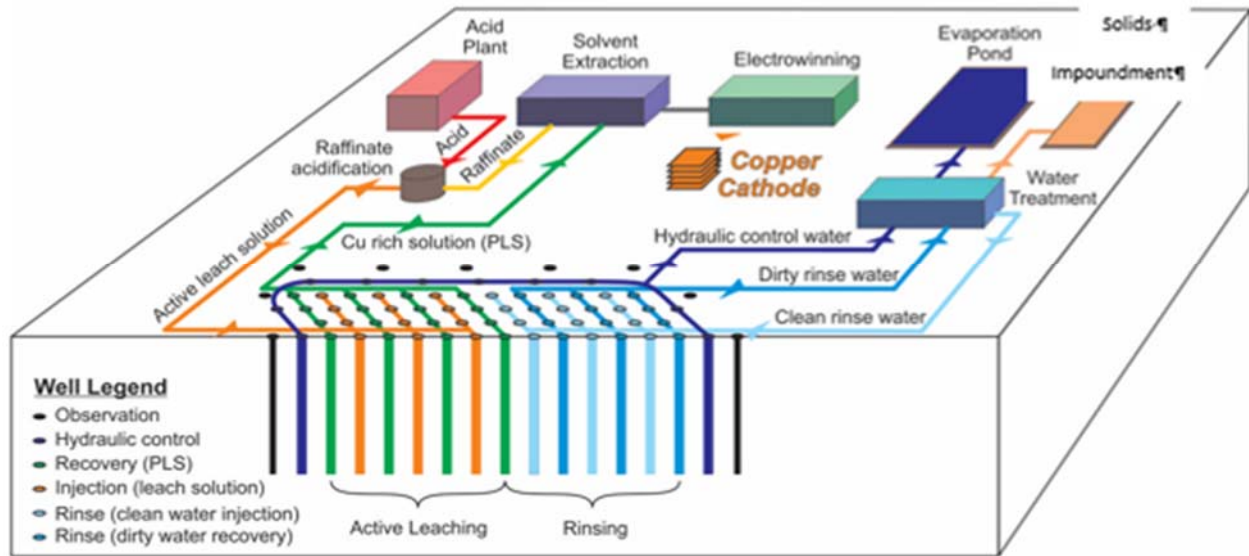 Acid
Plant
Solvent
Extraction
Electrowinning
Evaporation
Pond
Solids·¶
Impoundment¶
Raffinate
acidification
Acid
Raffinate
Copper
Cathode
Water
Treatment
Active leach solution
Cu rich solution (PLS)
Hydraulic control water
Dirty rinse water
Clean rinse water
Well Legend
Observation
Hydraulic control
Recovery (PLS)
Injection (leach solution)
Rinse (clean water injection)
Rinse (dirty water recovery)
Active Leaching
Rinsing